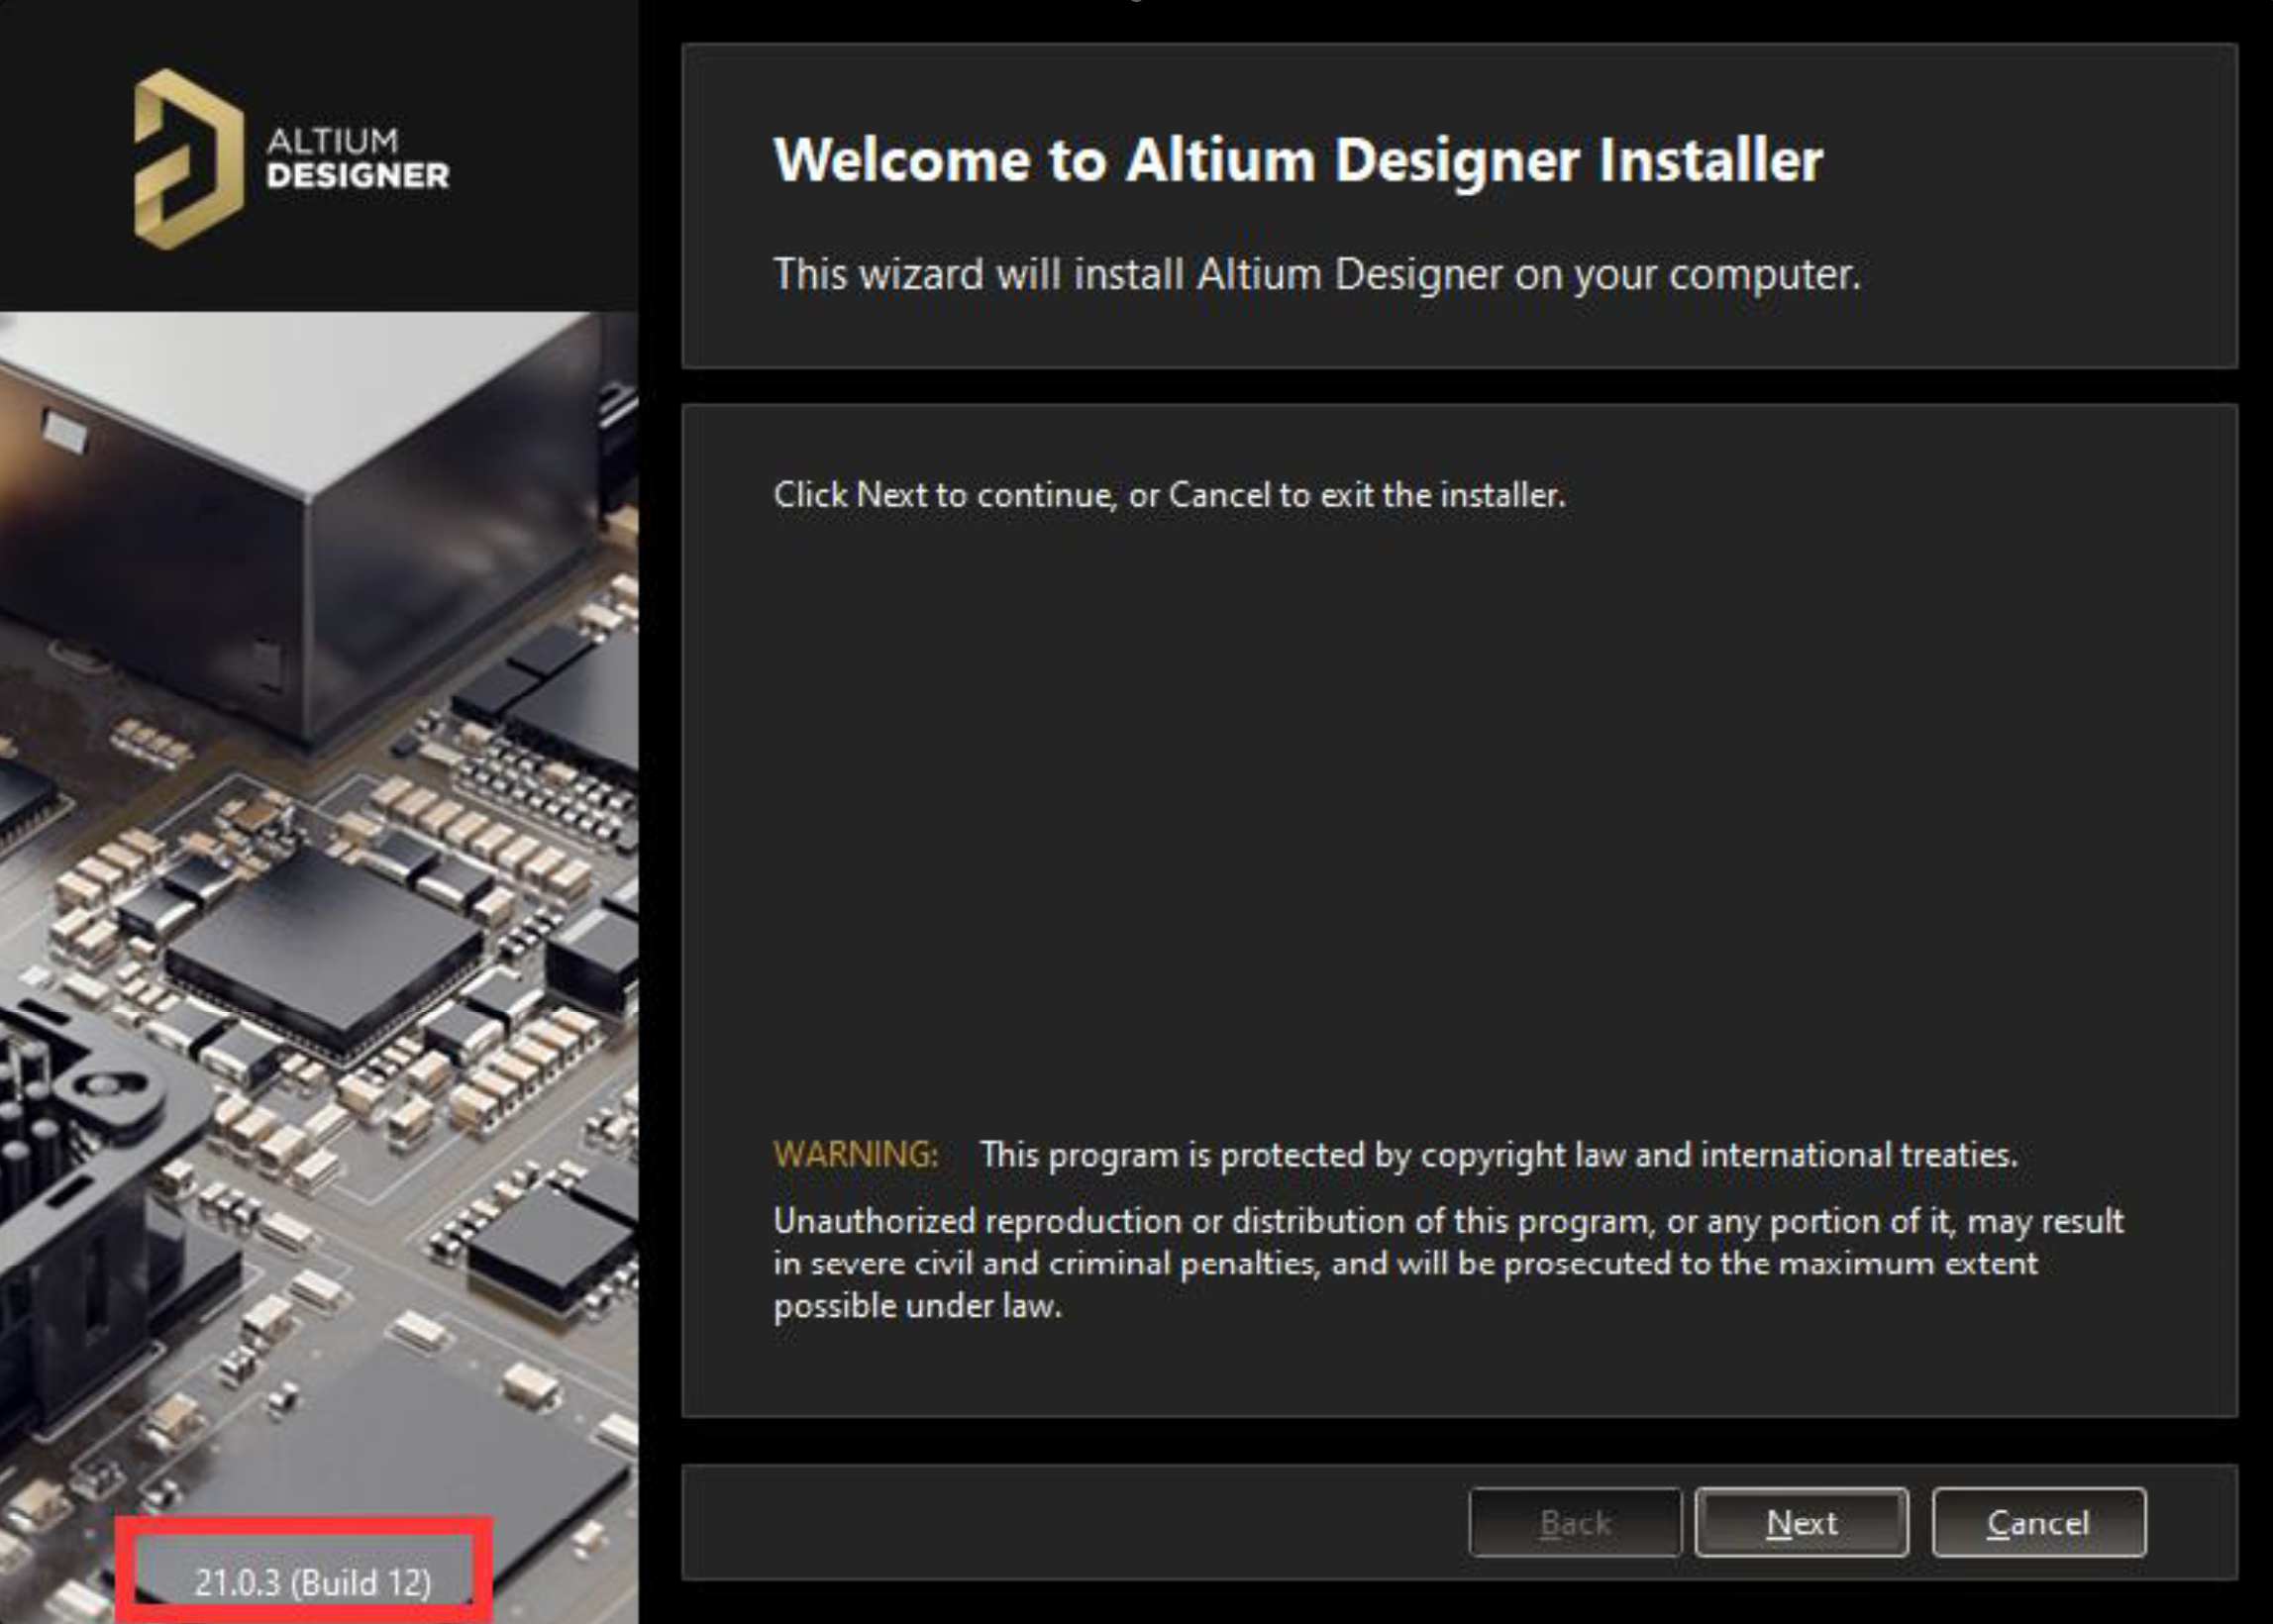 ALTIUM
DESIGNER
Welcome to Altium Designer Installer
This wizard will install Altium Designer on your computer.
Click Next to continue, or Cancel to exit the installer.
WARNING: This program is protected by copyright law and international treaties.
Unauthorized reproduction or distribution of this program, or any portion of it, may result
in severe civil and criminal penalties, and will be prosecuted to the maximum extent
possible under law.
Back Next Cancel
21.0.3 (Build 12)